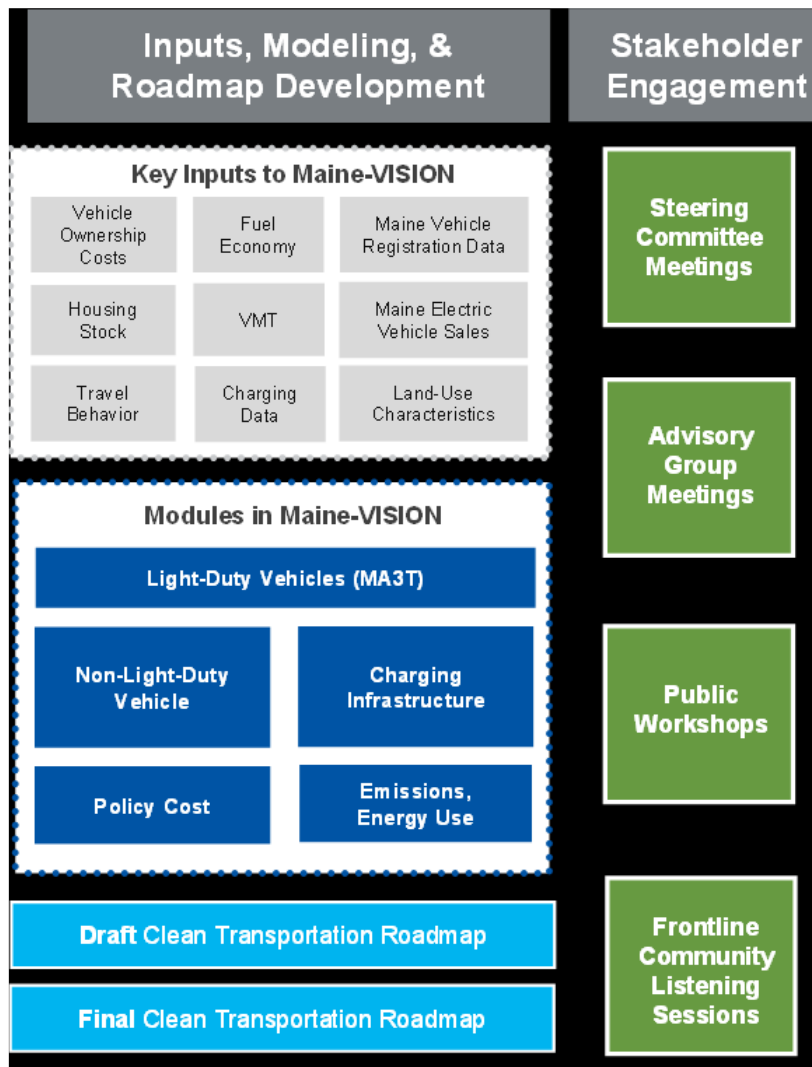 Inputs, Modeling, &
Roadmap Development
Stakeholder
Engagement
Key Inputs to Maine-VISION
Vehicle
Ownership
Costs
Fuel
Economy
Maine Vehicle
Registration Data
Housing
Stock
VMT
Maine Electric
Vehicle Sales
Travel
Behavior
Charging
Data
Land-Use
Characteristics
Modules in Maine-VISION
Light-Duty Vehicles (MA3T)
Non-Light-Duty
Vehicle
Charging
Infrastructure
Policy Cost
Emissions,
Energy Use
Draft Clean Transportation Roadmap
Final Clean Transportation Roadmap
Steering
Committee
Meetings
Advisory
Group
Meetings
Public
Workshops
Frontline
Community
Listening
Sessions